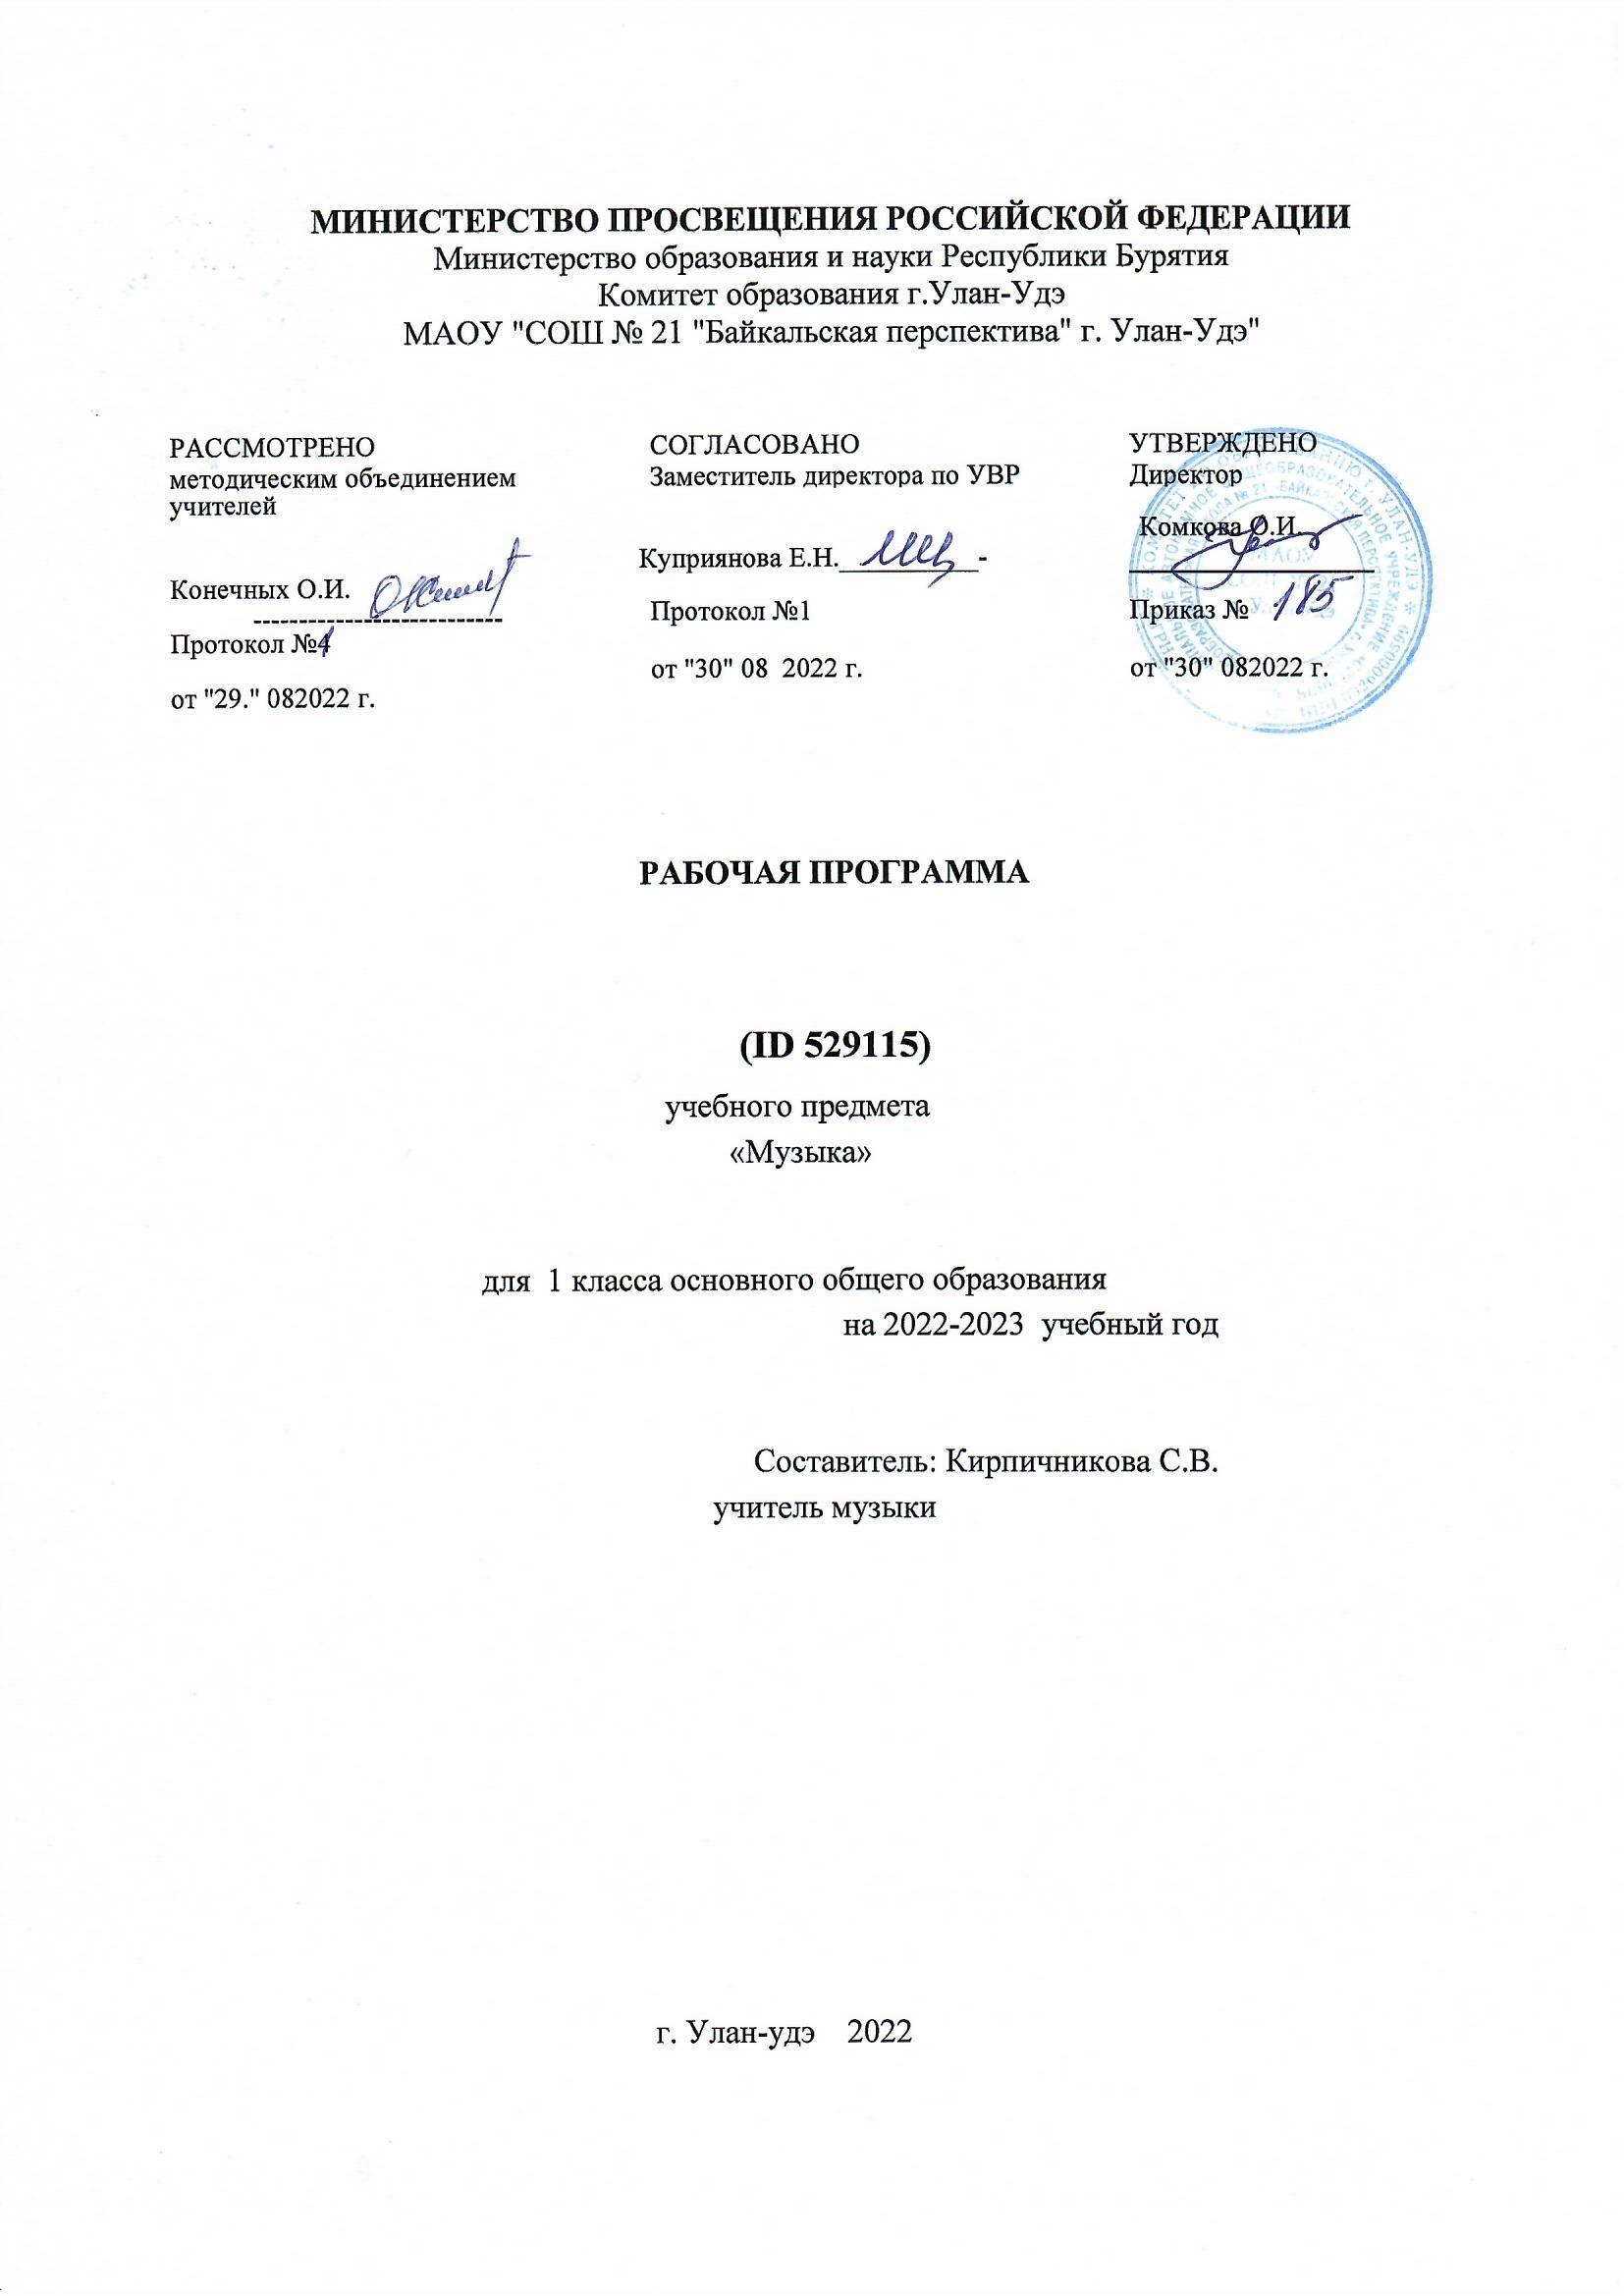 МИНИСТЕРСТВО ПРОСВЕЩЕНИЯ РОССИЙСКОЙ ФЕДЕРАЦИИ
Министерство образования и науки Республики Бурятия
Комитет образования г.Улан-Удэ
МАОУ "СОШ № 21 "Байкальская перспектива" г. Улан-Удэ"
РАССМОТРЕНО
методическим объединением
учителей
Конечных О.И.
Протокол №
от "29." 082022 г.
СОГЛАСОВАНО
Заместитель директора по УВР
Куприянова Е.Н.__________-
Протокол №1
от "30" 08  2022 г.
УТВЕРЖДЕНО
Директор
Комкова О.И.
Приказ № 185
от "30" 082022 г.
РАБОЧАЯ ПРОГРАММА
(ID 529115)
учебного предмета
«Музыка»
для  1 класса основного общего образования
на 2022-2023  учебный год
Составитель: Кирпичникова С.В.
учитель музыки
г. Улан-удэ    2022